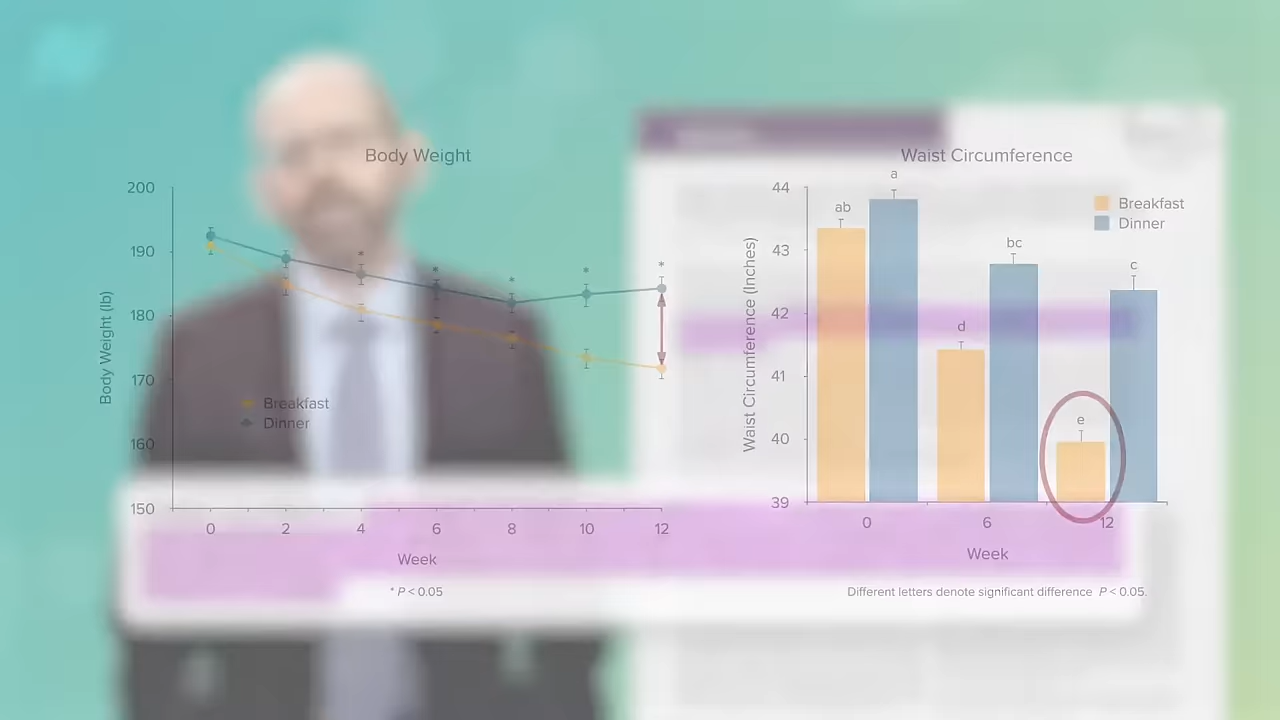 Body Weight
200
190
180
170
160
150
Body Weight (lb)
*
*
*
*
*
Breakfast
Dinner
0 2 4 6 8 10 12
Week
* P < 0.05
Waist Circumference
44
43
42
41
40
39
Waist Circumference (Inches)
Breakfast
Dinner
ab
a
d
bc
e
c
0 6 12
Week
Different letters denote significant difference P < 0.05.